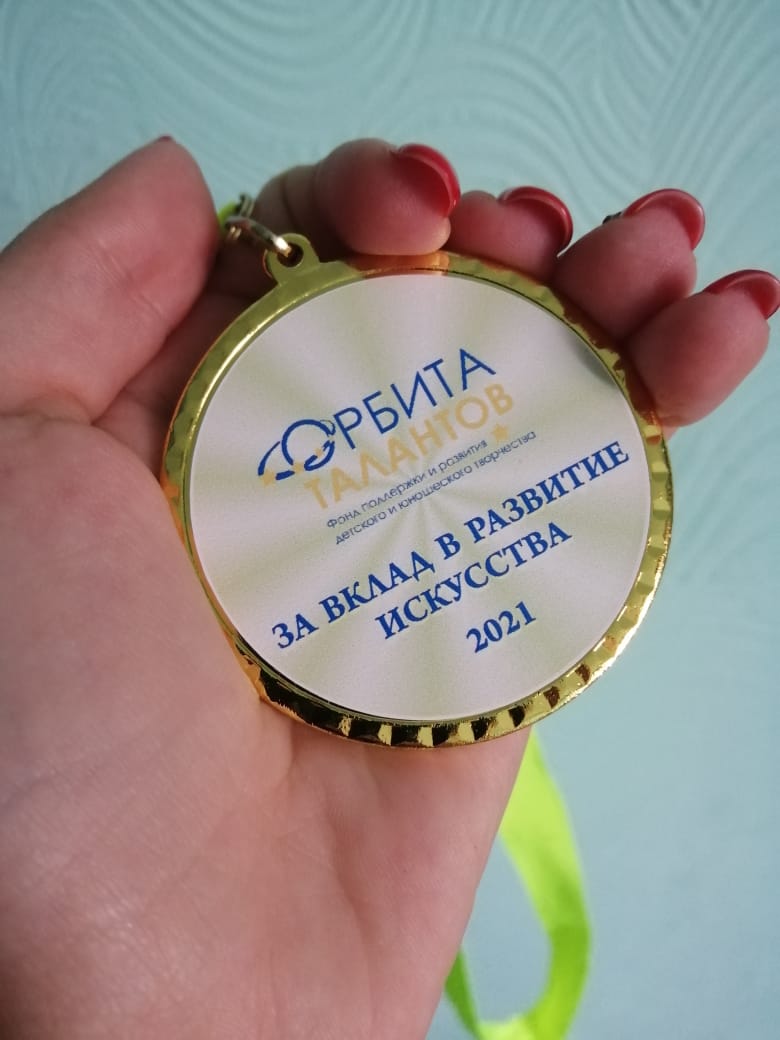 ОРБИТА
ТАЛАНТОВ
Фонд поддержки и развития
детского и юношеского творчества
ЗА ВКЛАД В РАЗВИТИЕ
ИСКУССТВА
2021